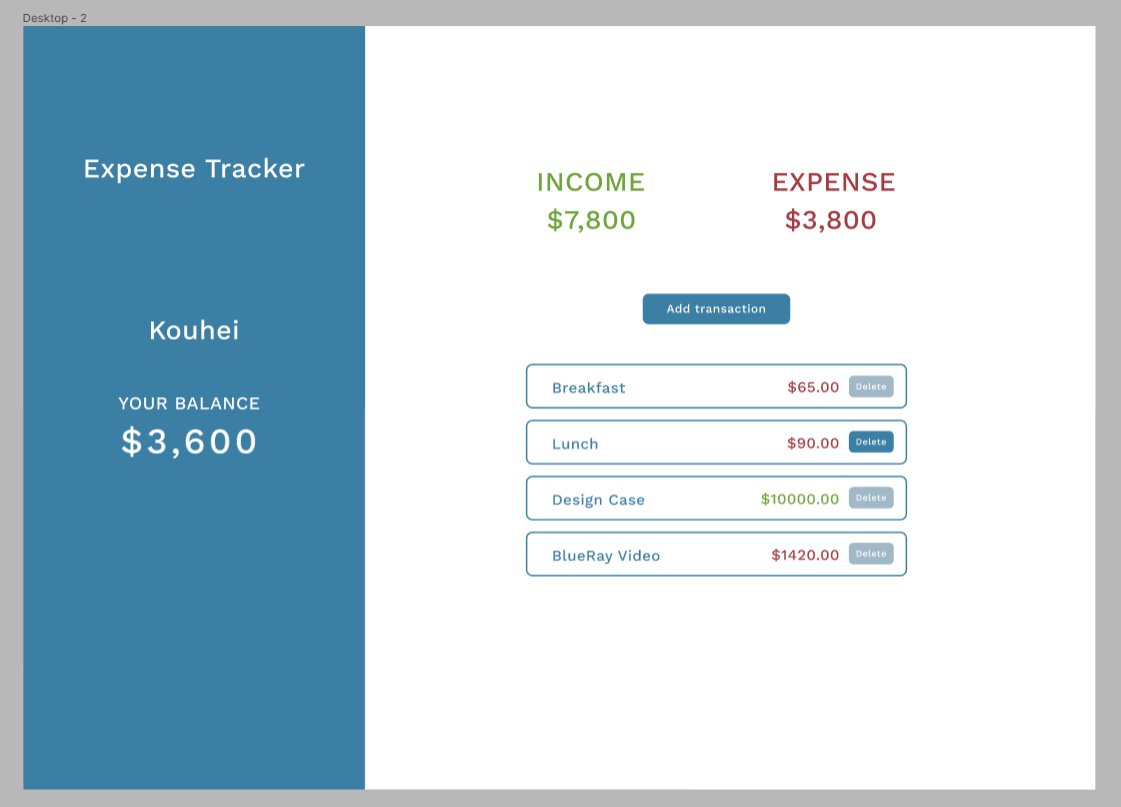 Desktop - 2
Expense Tracker
Kouhei
YOUR BALANCE
$3,600
INCOME
$7,800
EXPENSE
$3,800
Add transaction
Breakfast $65.00 Delete
Lunch $90.00 Delete
Design Case $10000.00 Delete
BlueRay Video $1420.00 Delete